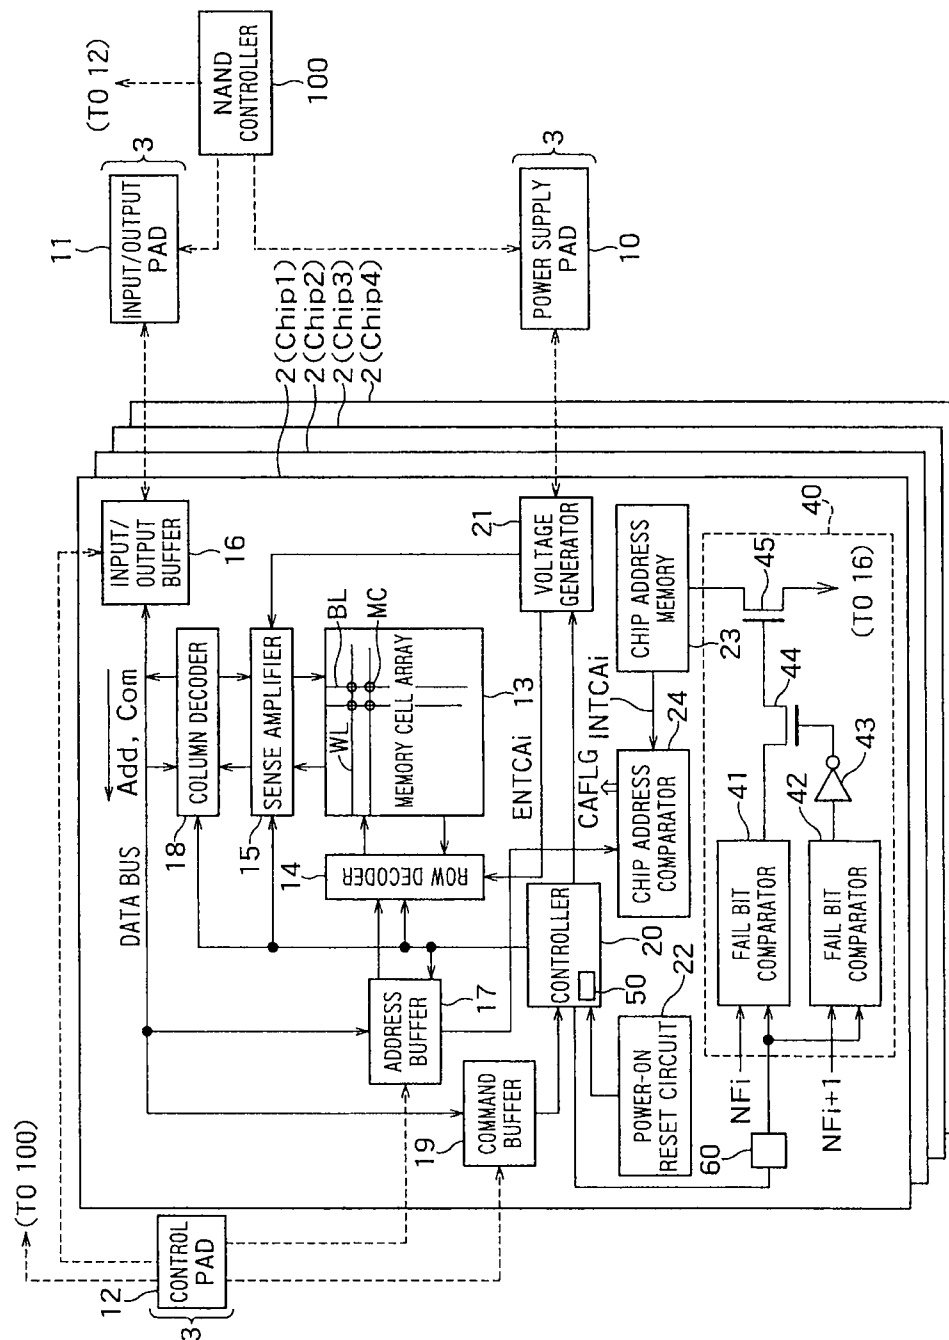 (TO 100)
12
CONTROL
PAD
3
(TO 12)
NAND
CONTROLLER
100
11
INPUT/OUTPUT
PAD
3
POWER SUPPLY
PAD
3
10
2(Chip1)
2(Chip2)
2(Chip3)
2(Chip4)
INPUT/
OUTPUT
BUFFER
16
DATA BUS
Add, Com
COLUMN DECODER
18
SENSE AMPLIFIER
15
BL
MC
WL
MEMORY CELL ARRAY
13
14
ROW DECODER
ADDRESS
BUFFER
17
COMMAND
BUFFER
19
VOLTAGE
GENERATOR
21
ENTCAi
CONTROLLER
20
50
CAFLG
INTCAi
CHIP ADDRESS
COMPARATOR
24
CHIP ADDRESS
MEMORY
23
POWER-ON
RESET CIRCUIT
22
60
NFi
NFi+1
FAIL BIT
COMPARATOR
41
FAIL BIT
COMPARATOR
42
43
44
45
40
(TO 16)